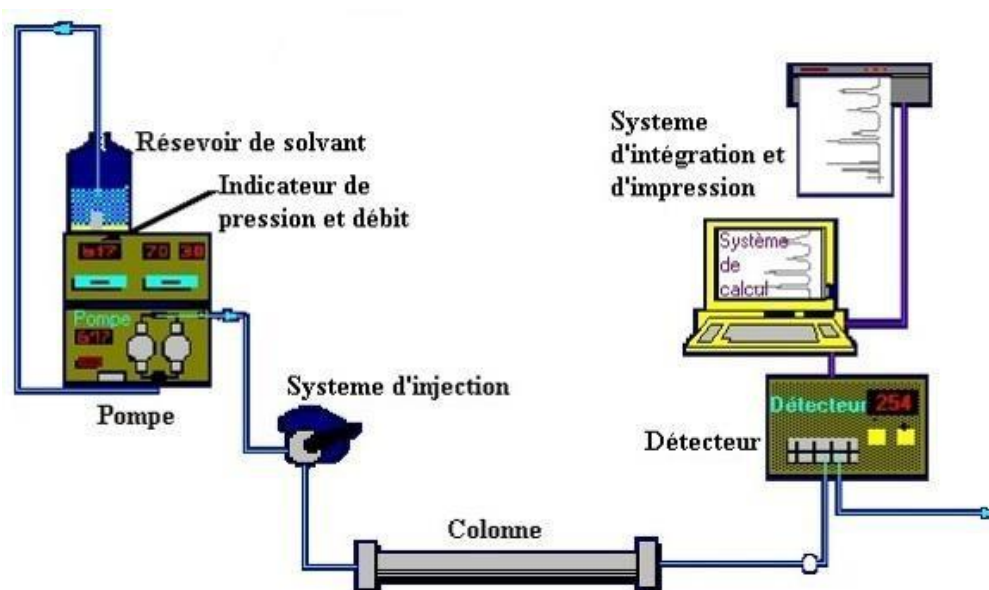 Résevoir de solvant
Indicateur de
pression et débit
70 30
Pompe
Pompe
Systeme d'injection
Colonne
Systeme
d'intégration et
d'impression
Système
de
calcul
Détecteur 254
- +
Détecteur